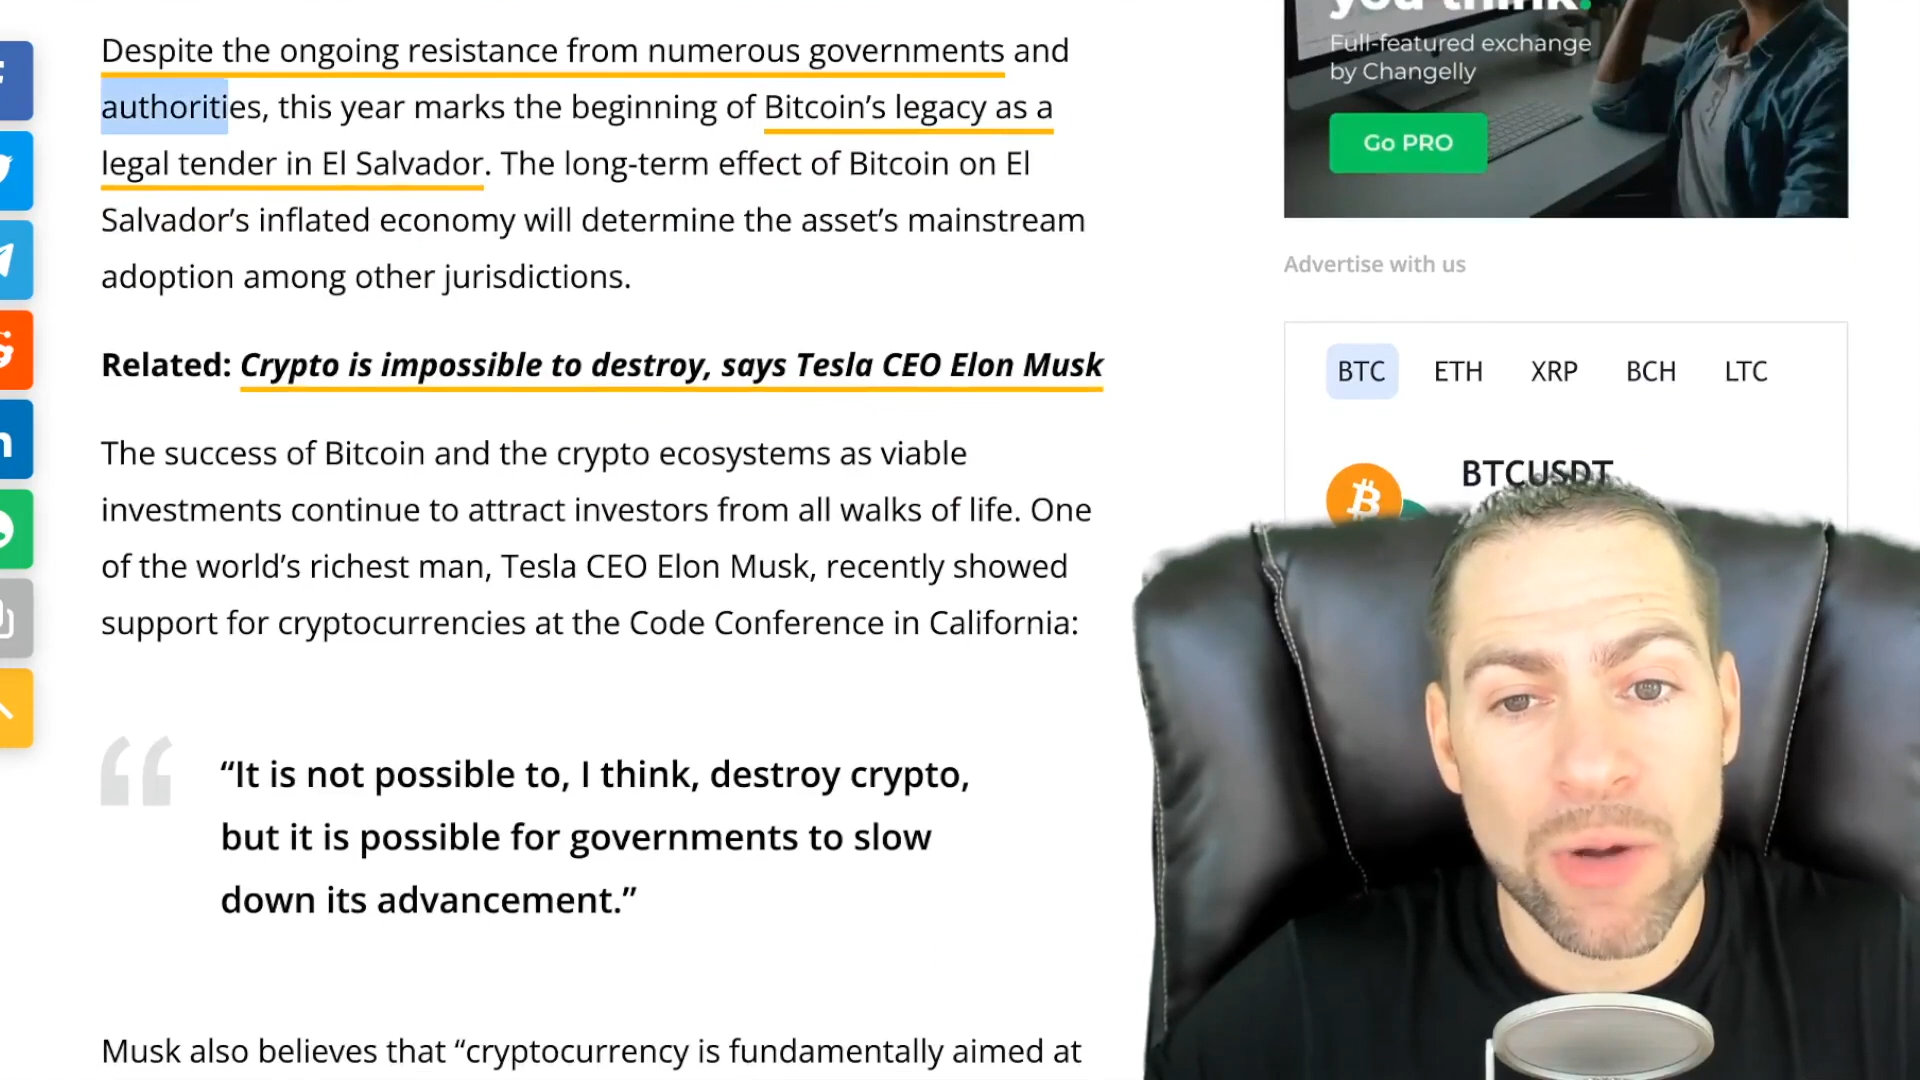 Despite the ongoing resistance from numerous governments and
authorities, this year marks the beginning of Bitcoin’s legacy as a
legal tender in El Salvador. The long-term effect of Bitcoin on El
Salvador’s inflated economy will determine the asset’s mainstream
adoption among other jurisdictions.
Related: Crypto is impossible to destroy, says Tesla CEO Elon Musk
The success of Bitcoin and the crypto ecosystems as viable
investments continue to attract investors from all walks of life. One
of the world’s richest man, Tesla CEO Elon Musk, recently showed
support for cryptocurrencies at the Code Conference in California:
“It is not possible to, I think, destroy crypto,
but it is possible for governments to slow
down its advancement.”
Musk also believes that “cryptocurrency is fundamentally aimed at
you think.
Full-featured exchange
by Changelly
Go PRO
Advertise with us
BTC ETH XRP BCH LTC
BTCUSDT